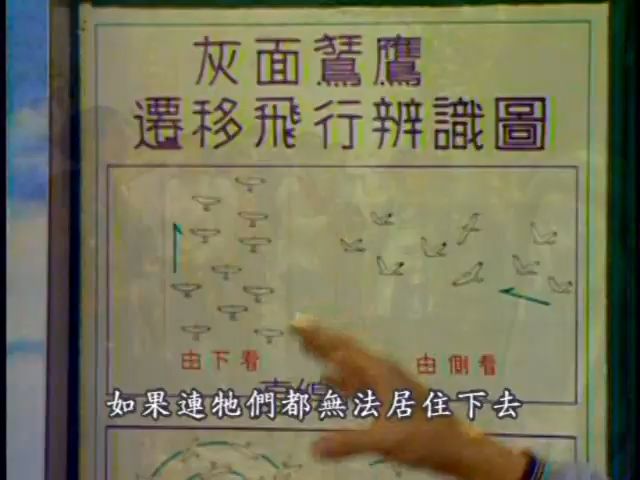 灰面鵟鷹
遷移飛行辨識圖
由下看
由側看
如果連牠們都無法居住下去